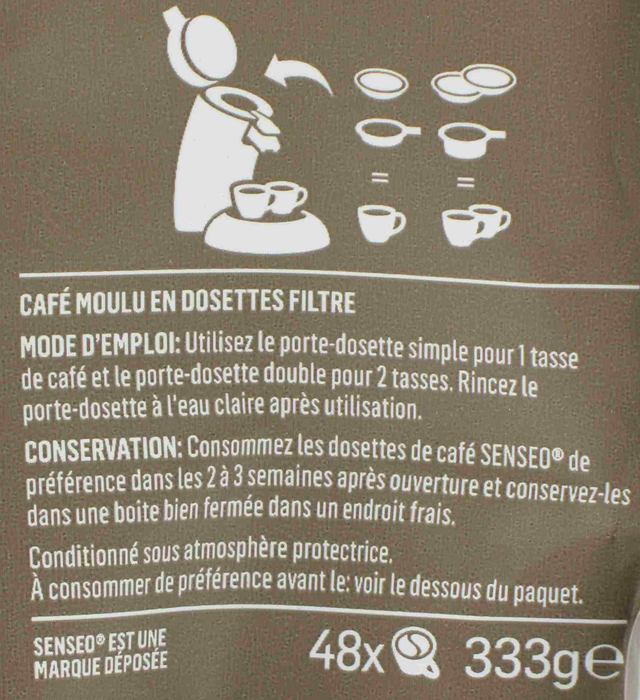 CAFÉ MOULU EN DOSETTES FILTRE
MODE D'EMPLOI: Utilisez le porte-dosette simple pour 1 tasse
de café et le porte-dosette double pour 2 tasses. Rincez le
porte-dosette à l'eau claire après utilisation.
CONSERVATION: Consommez les dosettes de café SENSEO® de
préférence dans les 2 à 3 semaines après ouverture et conservez-les
dans une boite bien fermée dans un endroit frais.
Conditionné sous atmosphère protectrice.
À consommer de préférence avant le: voir le dessous du paquet.
SENSEO® EST UNE
MARQUE DÉPOSÉE
48x 333g e